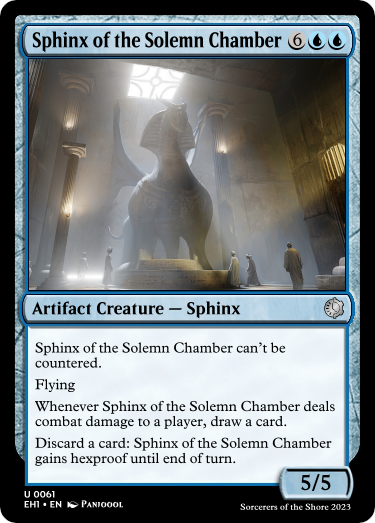 Sphinx of the Solemn Chamber 6
Artifact Creature — Sphinx
Sphinx of the Solemn Chamber can't be
countered.
Flying
Whenever Sphinx of the Solemn Chamber deals
combat damage to a player, draw a card.
Discard a card: Sphinx of the Solemn Chamber
gains hexproof until end of turn.
5/5
U 0061
EH1 • EN Panjoool
Sorcerers of the Shore 2023